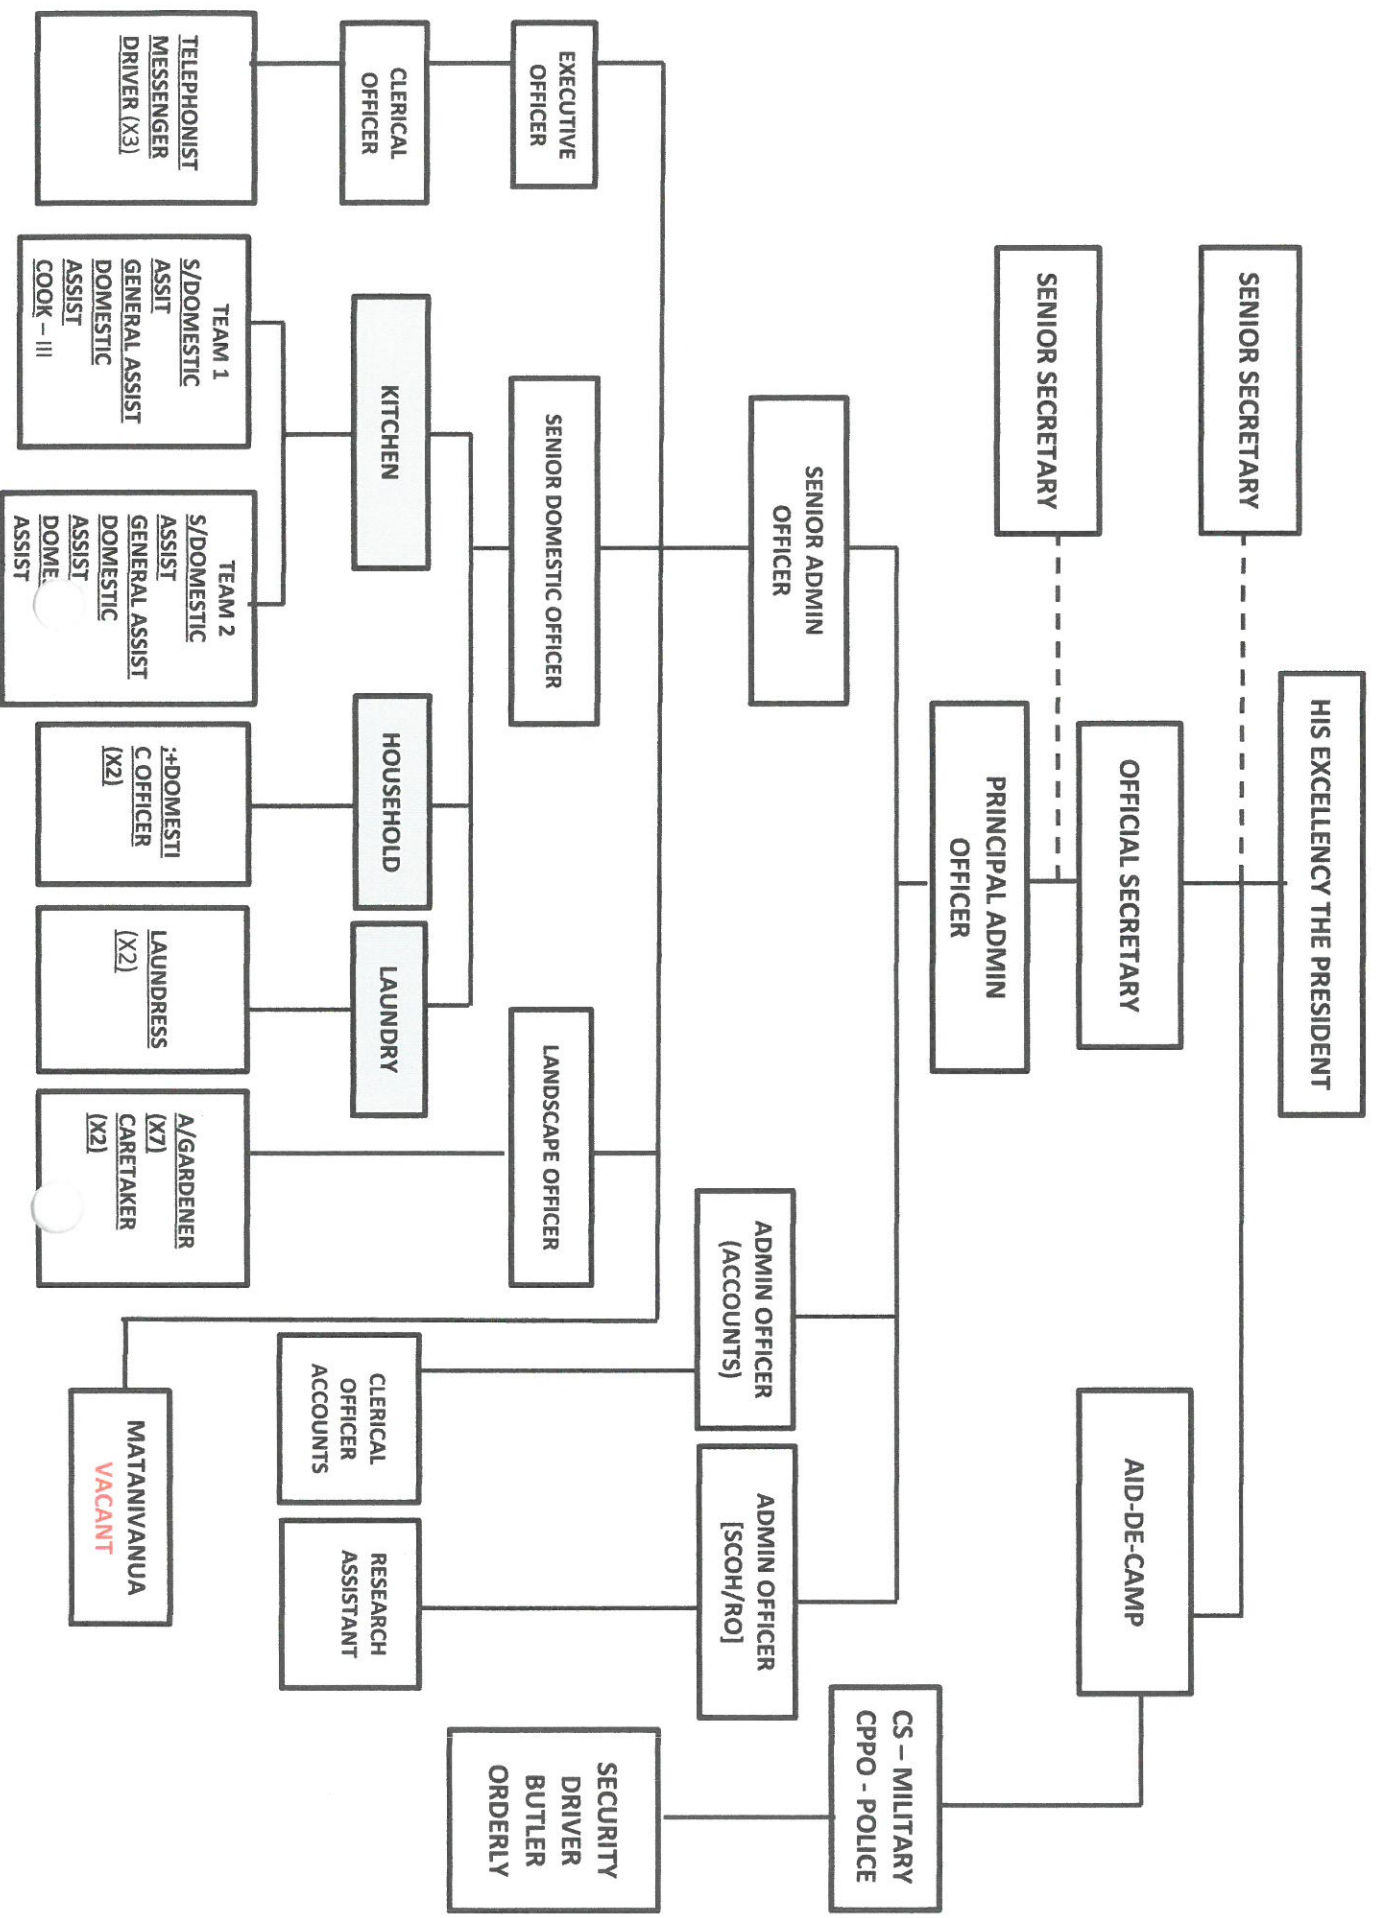 HIS EXCELLENCY THE PRESIDENT
SENIOR SECRETARY
OFFICIAL SECRETARY
AID-DE-CAMP
SENIOR SECRETARY
PRINCIPAL ADMIN
OFFICER
CS – MILITARY
CPPO - POLICE
SENIOR ADMIN
OFFICER
ADMIN OFFICER
(ACCOUNTS)
ADMIN OFFICER
[SCOH/RO]
SECURITY
DRIVER
BUTLER
ORDERLY
EXECUTIVE
OFFICER
SENIOR DOMESTIC OFFICER
LANDSCAPE OFFICER
CLERICAL
OFFICER
KITCHEN
HOUSEHOLD
LAUNDRY
CLERICAL
OFFICER
ACCOUNTS
RESEARCH
ASSISTANT
TELEPHONIST
MESSENGER
DRIVER (X3)
TEAM 1
S/DOMESTIC
ASSIT
GENERAL ASSIST
DOMESTIC
ASSIST
COOK – III
TEAM 2
S/DOMESTIC
ASSIST
GENERAL ASSIST
DOMESTIC
ASSIST
ASSIST
;+DOMESTI
C OFFICER
(X2)
LAUNDRESS
(X2)
A/GARDENER
(X7)
CARETAKER
(X2)
MATANIVANUA
VACANT